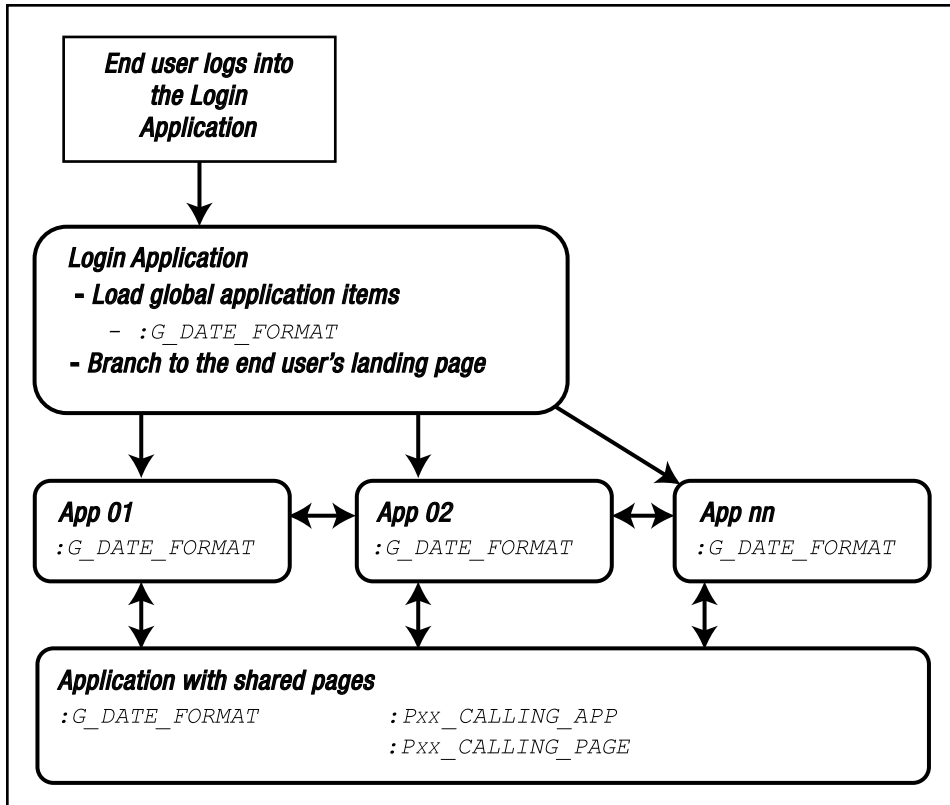 End user logs into
the Login
Application
Login Application
- Load global application items
- :G_DATE_FORMAT
- Branch to the end user's landing page
App 01
:G_DATE_FORMAT
App 02
:G_DATE_FORMAT
App nn
:G_DATE_FORMAT
Application with shared pages
:G_DATE_FORMAT :Pxx_CALLING_APP
:Pxx_CALLING_PAGE